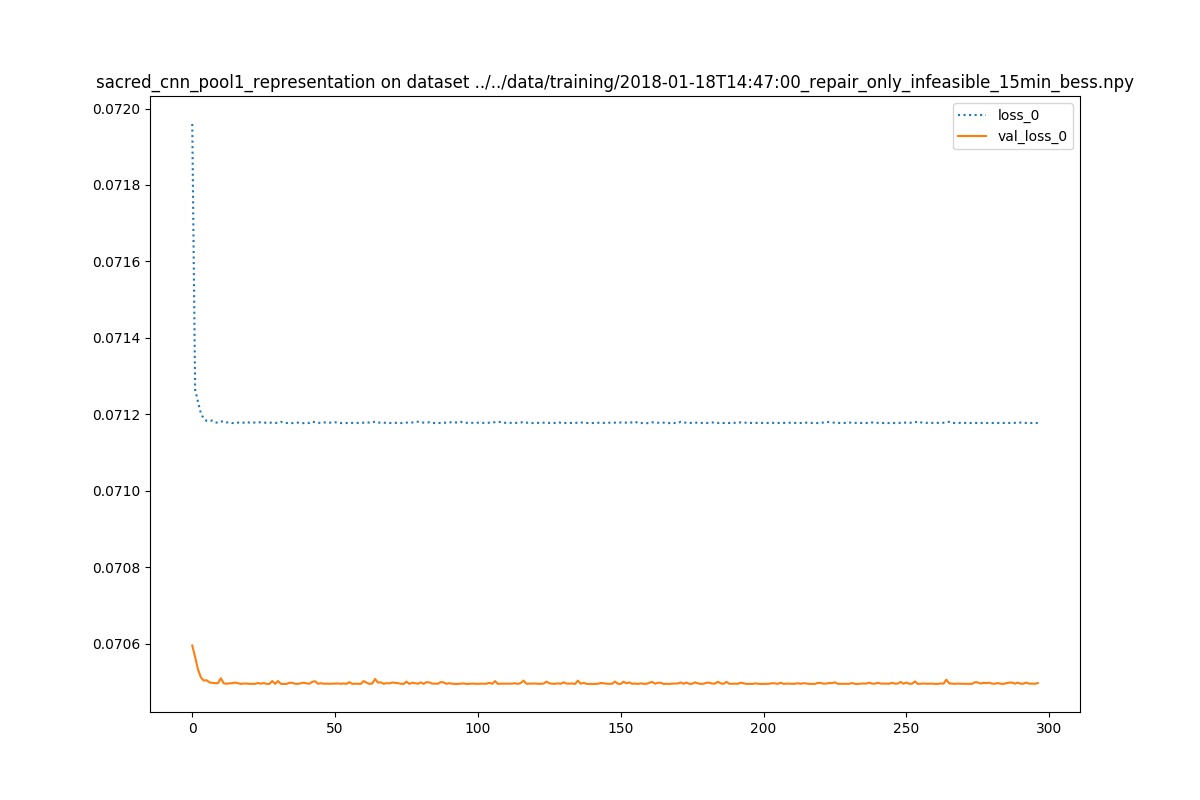 sacred_cnn_pool1_representation on dataset ../../data/training/2018-01-18T14:47:00_repair_only_infeasible_15min_bess.npy
loss_0
val_loss_0
0.0720
0.0718
0.0716
0.0714
0.0712
0.0710
0.0708
0.0706
0 50 100 150 200 250 300